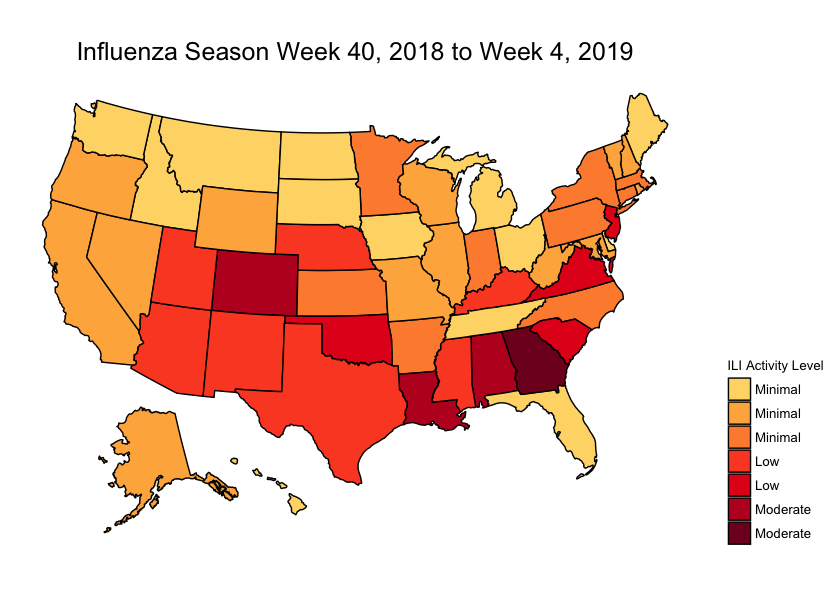 Influenza Season Week 40, 2018 to Week 4, 2019
ILI Activity Level
Minimal
Minimal
Minimal
Low
Low
Moderate
Moderate